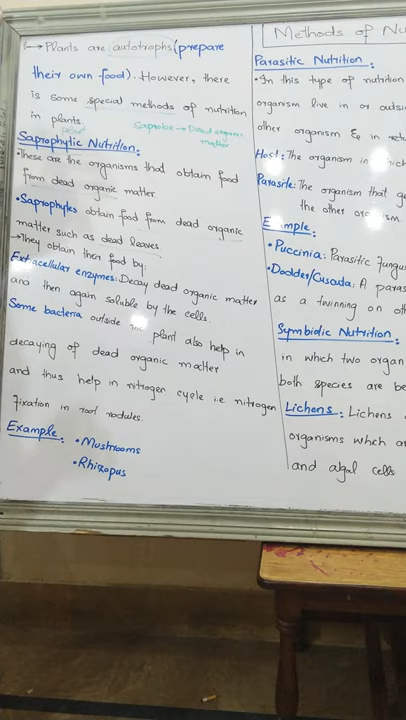 Methods of Nu
→ Plants are autotrophs (prepare
their own food). However, there
is some special methods of nutrition
in plants
plant
Saprobe → Dead organic
matter
Saprophytic Nutrition:
•These are the organisms that obtain food
from dead organic matter
•Saprophytes obtain food from dead organic
matter such as dead leaves.
→They obtain their food by:
Extracellular enzymes: Decay dead organic matter
and then again soluble by the cells.
Some bacteria outside the plant also help in
decaying of dead organic matter
and thus help in nitrogen cycle i.e nitrogen
fixation in root nodules.
Example: •Mushrooms
•Rhizopus
Parasitic Nutrition:
•In this type of nutrition
organism live in or outsi
other organism & in retu
Host: The organism in
Parasite: The organism that g
the other
•Puccinia: Parasitic fungus
•Dodder/Cuscuta: A paras
as a twinning on oth
Symbiotic Nutrition:
in which two organ
both species are be
Lichens: Lichens
organisms which ar
and algal cells